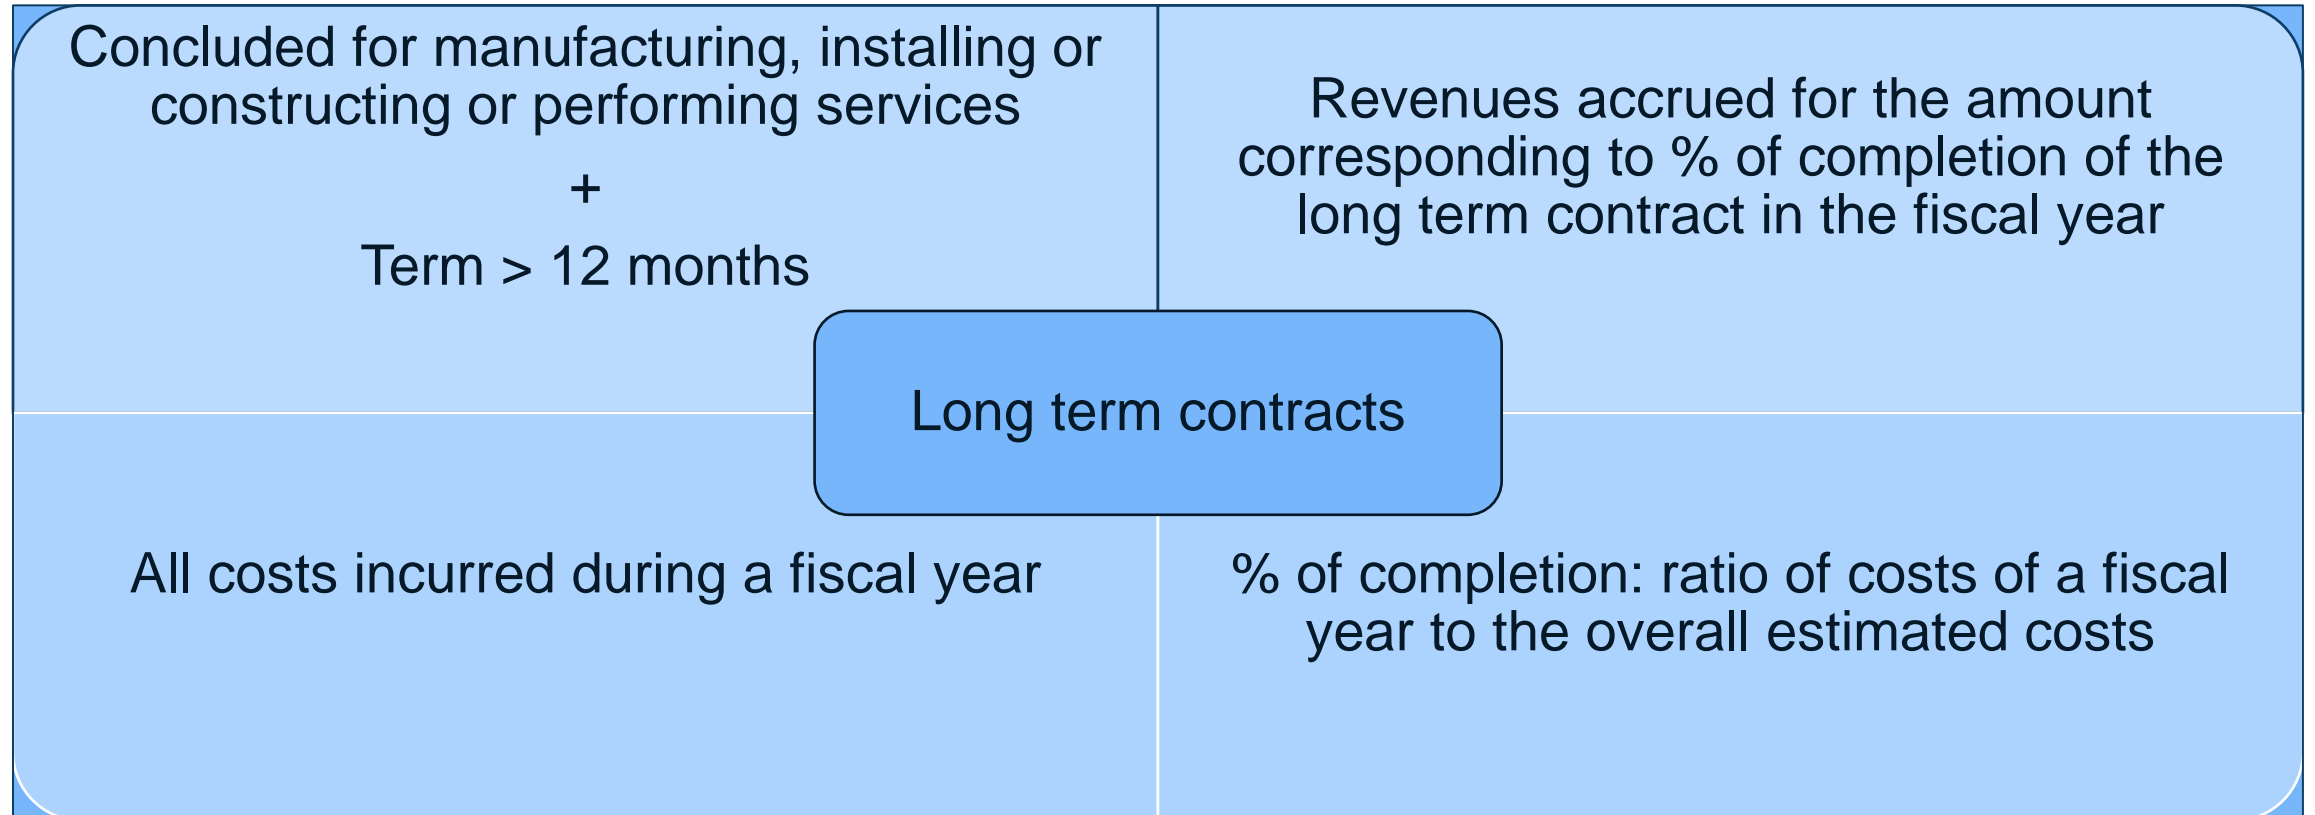 Concluded for manufacturing, installing or
constructing or performing services
+
Term > 12 months
Revenues accrued for the amount
corresponding to % of completion of the
long term contract in the fiscal year
Long term contracts
All costs incurred during a fiscal year
% of completion: ratio of costs of a fiscal
year to the overall estimated costs